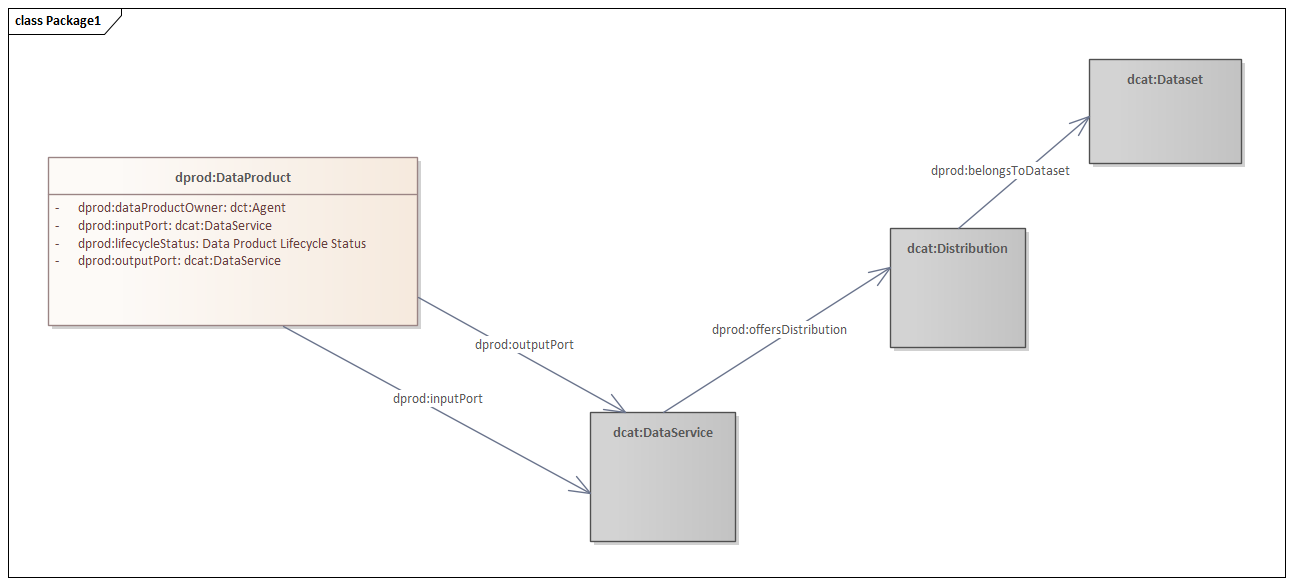 class Package1
dcat:Dataset
dprod:belongsToDataset
dprod:DataProduct
- dprod:dataProductOwner: dct:Agent
- dprod:inputPort: dcat:DataService
- dprod:lifecycleStatus: Data Product Lifecycle Status
- dprod:outputPort: dcat:DataService
dcat:Distribution
dprod:offersDistribution
dprod:outputPort
dprod:inputPort
dcat:DataService